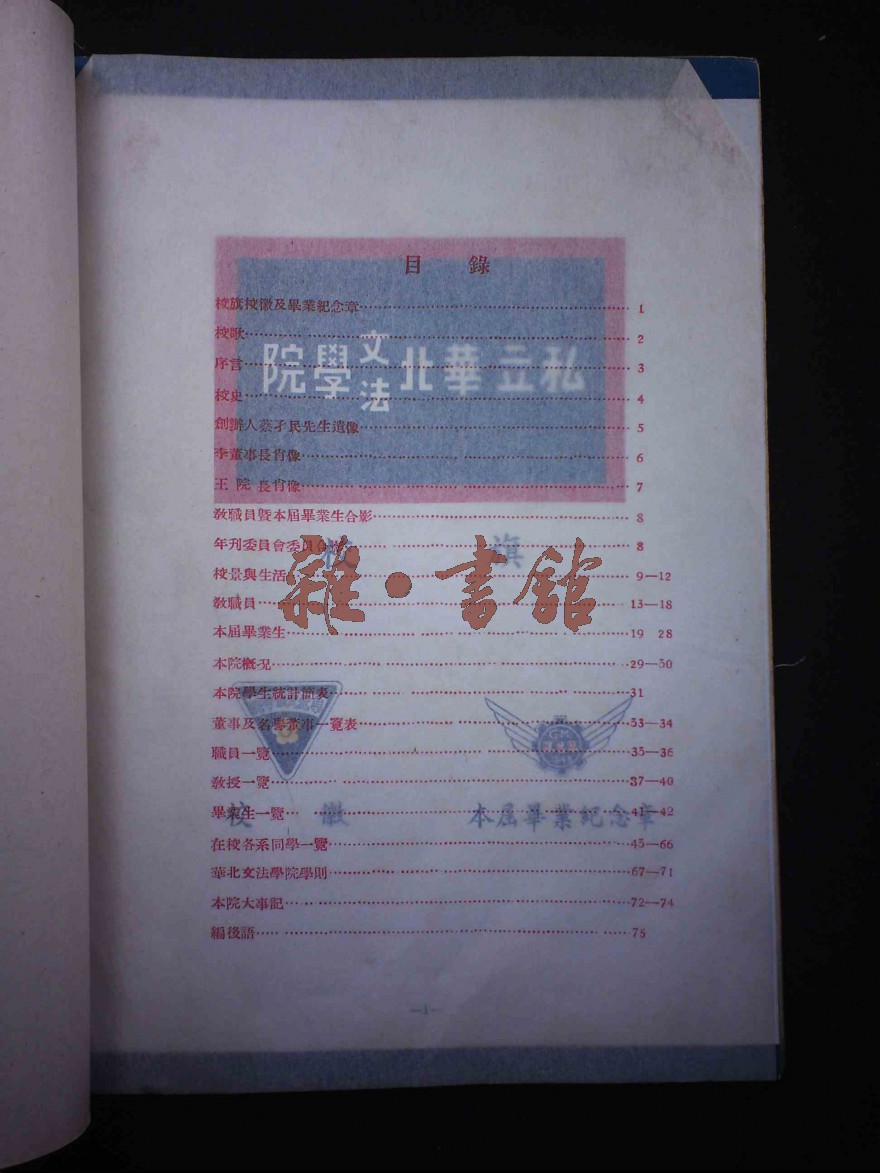 目錄
校旗校徽及畢業紀念章 1
校歌 2
序言 3
校史 4
創辦人蔡孑民先生遺像 5
李董事長肖像 6
王院長肖像 7
教職員暨本屆畢業生合影 8
年刊委員會委員合 8
校景與生活 9—12
教職員 13—18
本屆畢業生 19 28
本院概況 29—30
本院學生統計簡表 31
董事及名譽董事一覽表 33—34
職員一覽 35—36
教授一覽 37—40
畢業生一覽 41—42
在校各系同學一覽 43—66
華北文法學院學則 67—71
本院大事記 72—74
編後語 75
院學文法北華立私
校旗
校徽
本屆畢業紀念章
雜·書館
—1—